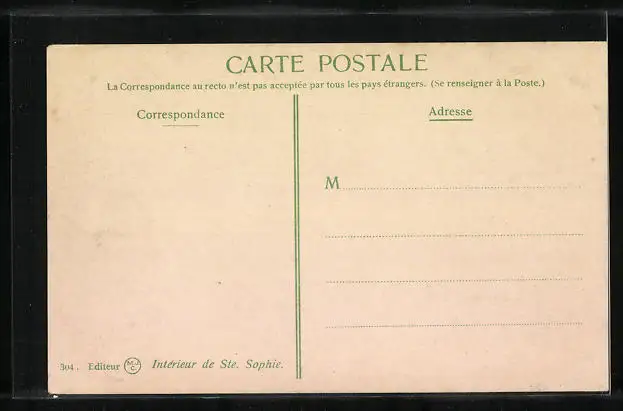 CARTE POSTALE
La Correspondance au recto n'est pas acceptée par tous les pays étrangers. (Se renseigner à la Poste.)
Correspondance
Adresse
M
304. Editeur M.J.C. Intérieur de Ste. Sophie.